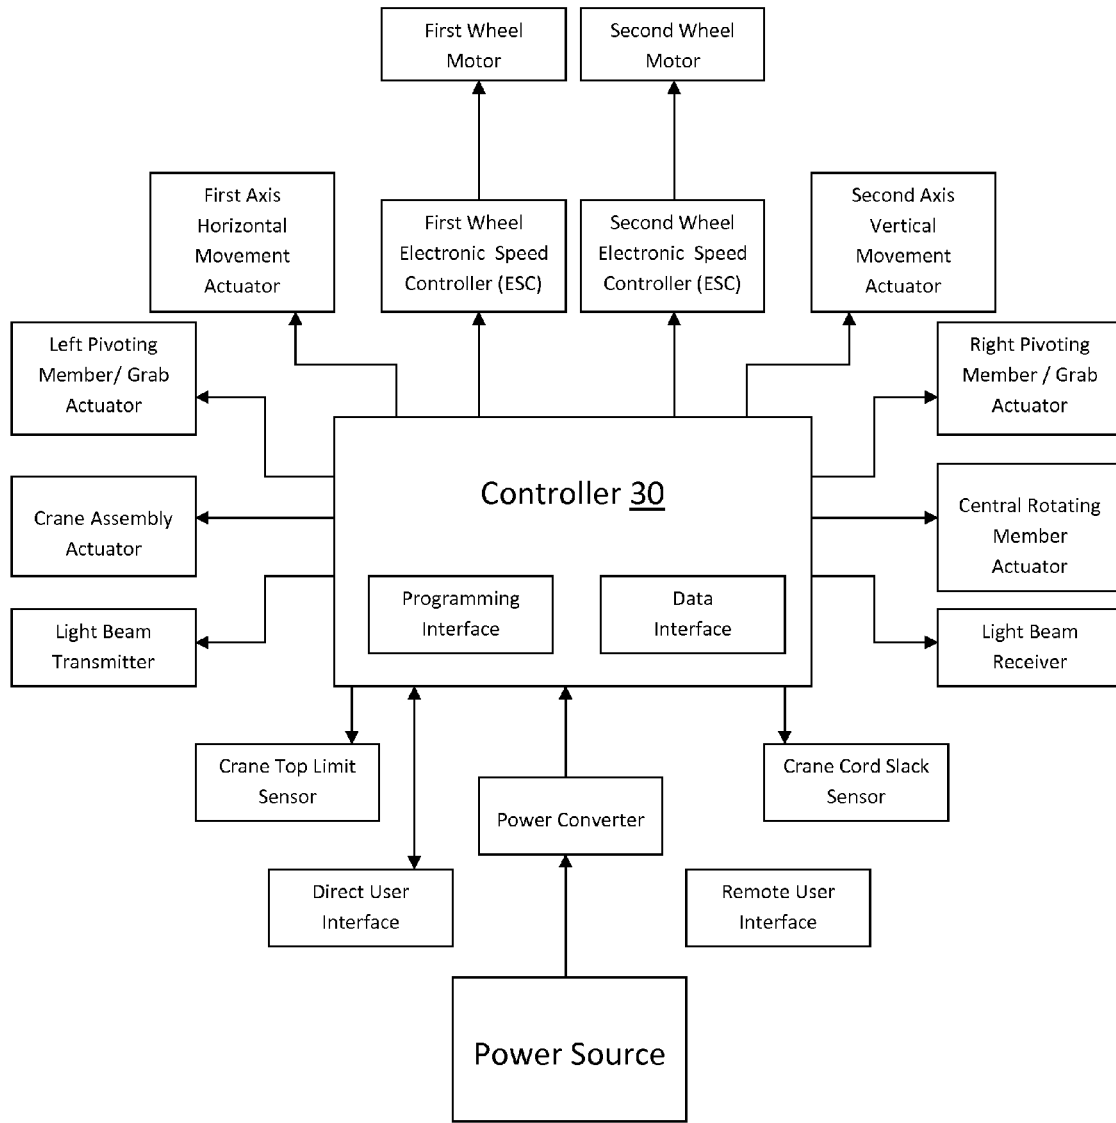 First Wheel
Motor
Second Wheel
Motor
First Axis
Horizontal
Movement
Actuator
First Wheel
Electronic Speed
Controller (ESC)
Second Wheel
Electronic Speed
Controller (ESC)
Second Axis
Vertical
Movement
Actuator
Left Pivoting
Member/ Grab
Actuator
Right Pivoting
Member / Grab
Actuator
Controller 30
Crane Assembly
Actuator
Central Rotating
Member
Actuator
Programming
Interface
Data
Interface
Light Beam
Transmitter
Light Beam
Receiver
Crane Top Limit
Sensor
Crane Cord Slack
Sensor
Power Converter
Direct User
Interface
Remote User
Interface
Power Source